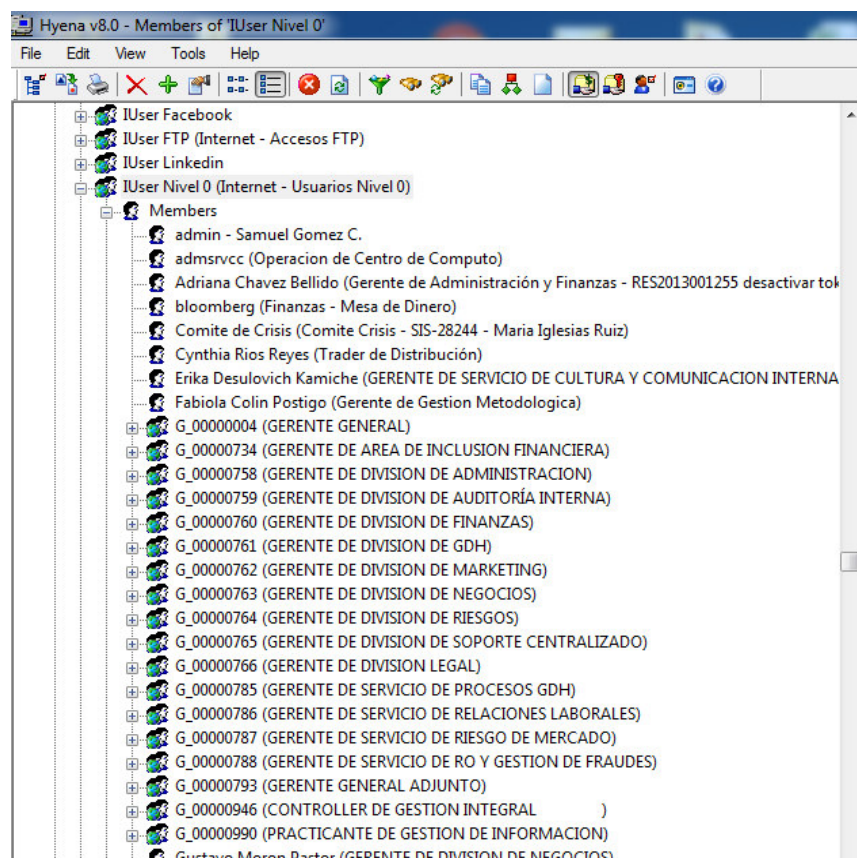 Hyena v8.0 - Members of 'IUser Nivel 0'
File Edit View Tools Help
IUser Facebook
IUser FTP (Internet - Accesos FTP)
IUser Linkedin
IUser Nivel 0 (Internet - Usuarios Nivel 0)
Members
admin - Samuel Gomez C.
admsrvcc (Operacion de Centro de Computo)
Adriana Chavez Bellido (Gerente de Administración y Finanzas - RES2013001255 desactivar tok
bloomberg (Finanzas - Mesa de Dinero)
Comite de Crisis (Comite Crisis - SIS-28244 - Maria Iglesias Ruiz)
Cynthia Rios Reyes (Trader de Distribución)
Erika Desulovich Kamiche (GERENTE DE SERVICIO DE CULTURA Y COMUNICACION INTERNA
Fabiola Colin Postigo (Gerente de Gestion Metodologica)
G_00000004 (GERENTE GENERAL)
G_00000734 (GERENTE DE AREA DE INCLUSION FINANCIERA)
G_00000758 (GERENTE DE DIVISION DE ADMINISTRACION)
G_00000759 (GERENTE DE DIVISION DE AUDITORÍA INTERNA)
G_00000760 (GERENTE DE DIVISION DE FINANZAS)
G_00000761 (GERENTE DE DIVISION DE GDH)
G_00000762 (GERENTE DE DIVISION DE MARKETING)
G_00000763 (GERENTE DE DIVISION DE NEGOCIOS)
G_00000764 (GERENTE DE DIVISION DE RIESGOS)
G_00000765 (GERENTE DE DIVISION DE SOPORTE CENTRALIZADO)
G_00000766 (GERENTE DE DIVISION LEGAL)
G_00000785 (GERENTE DE SERVICIO DE PROCESOS GDH)
G_00000786 (GERENTE DE SERVICIO DE RELACIONES LABORALES)
G_00000787 (GERENTE DE SERVICIO DE RIESGO DE MERCADO)
G_00000788 (GERENTE DE SERVICIO DE RO Y GESTION DE FRAUDES)
G_00000793 (GERENTE GENERAL ADJUNTO)
G_00000946 (CONTROLLER DE GESTION INTEGRAL )
G_00000990 (PRACTICANTE DE GESTION DE INFORMACION)
Gustavo Moron Pastor (GERENTE DE DIVISION DE NEGOCIOS)